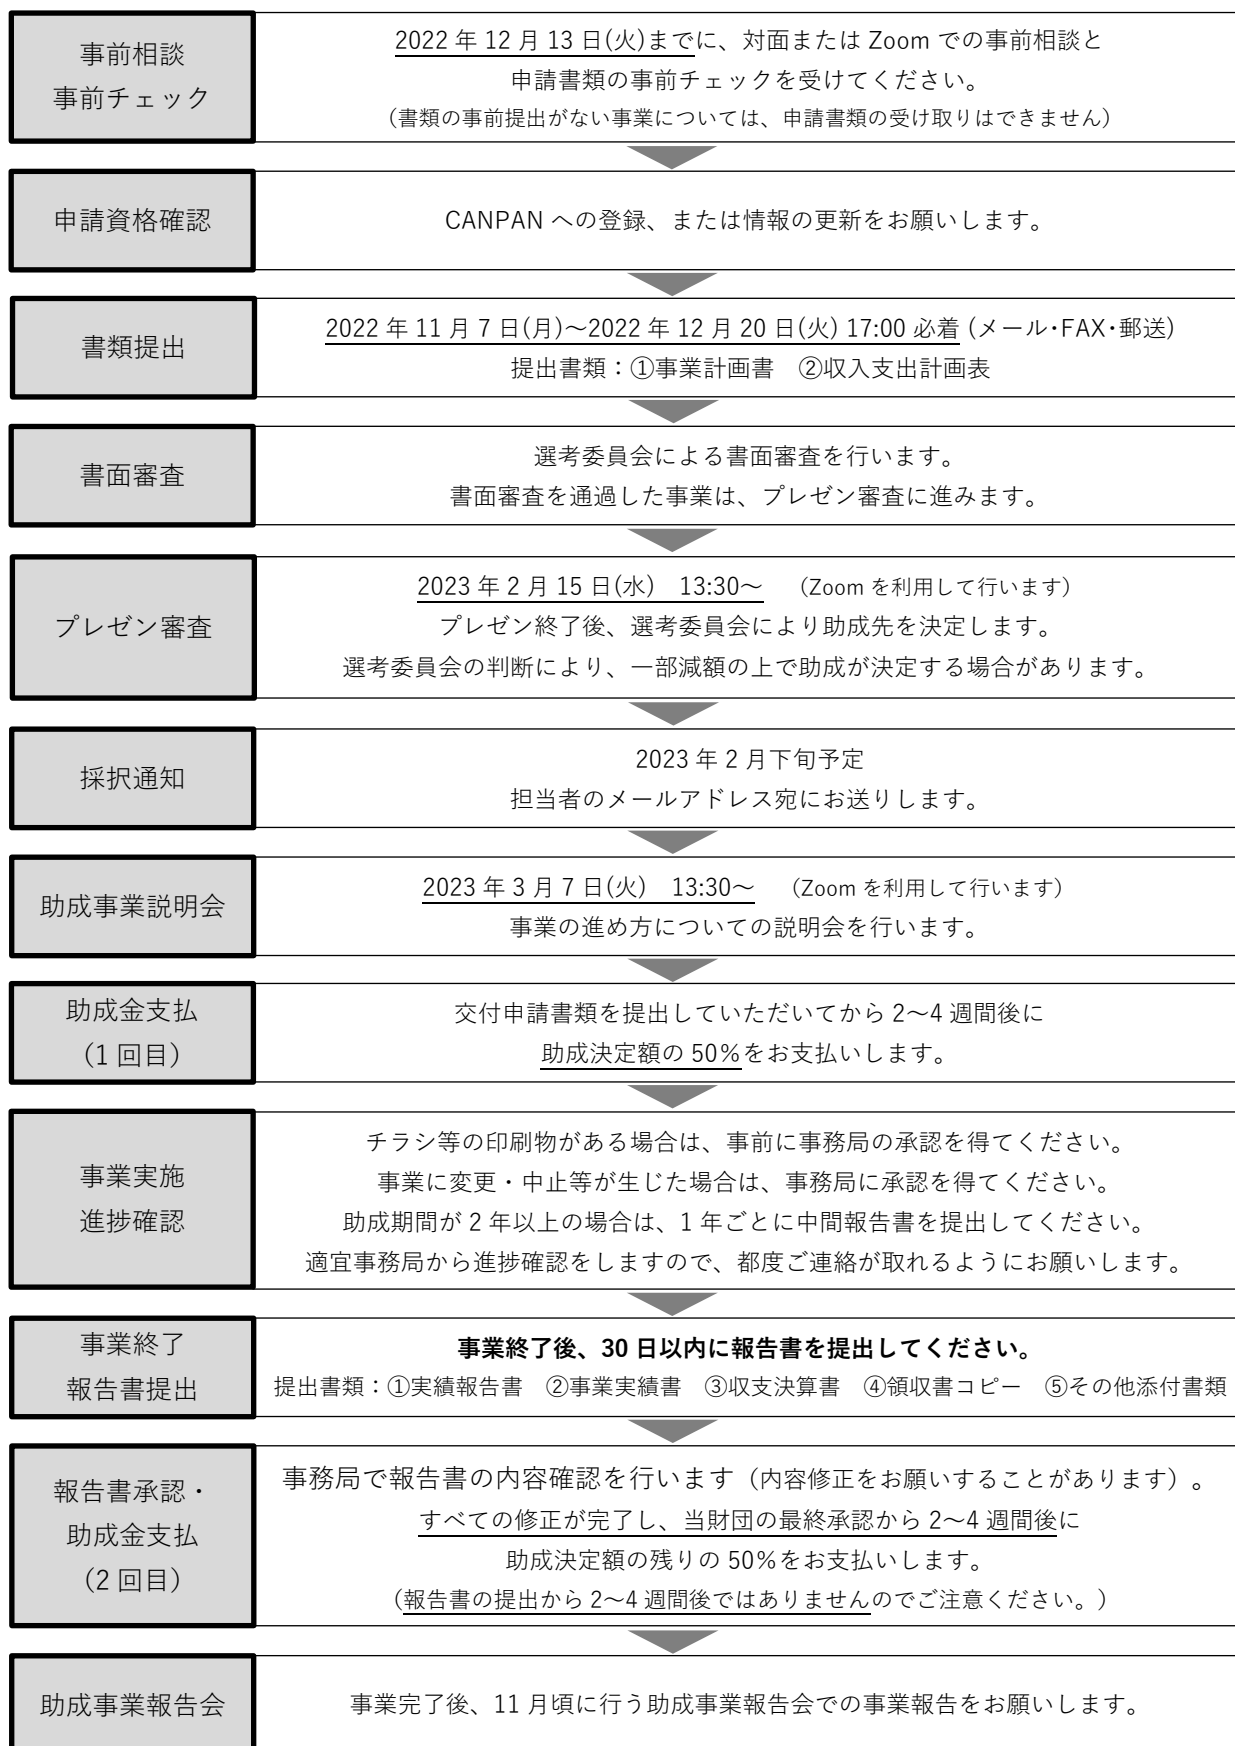 事前相談
事前チェック
2022 年 12 月 13 日(火)までに、対面または Zoom での事前相談と
申請書類の事前チェックを受けてください。
（書類の事前提出がない事業については、申請書類の受け取りはできません）
申請資格確認
CANPAN への登録、または情報の更新をお願いします。
書類提出
2022 年 11 月 7 日(月)～2022 年 12 月 20 日(火) 17:00 必着 (メール・FAX・郵送)
提出書類：①事業計画書　②収入支出計画表
書面審査
選考委員会による書面審査を行います。
書面審査を通過した事業は、プレゼン審査に進みます。
プレゼン審査
2023 年 2 月 15 日(水)　13:30～　（Zoom を利用して行います）
プレゼン終了後、選考委員会により助成先を決定します。
選考委員会の判断により、一部減額の上で助成が決定する場合があります。
採択通知
2023 年 2 月下旬予定
担当者のメールアドレス宛にお送りします。
助成事業説明会
2023 年 3 月 7 日(火)　13:30～　（Zoom を利用して行います）
事業の進め方についての説明会を行います。
助成金支払
（1 回目）
交付申請書類を提出していただいてから 2～4 週間後に
助成決定額の 50％をお支払いします。
事業実施
進捗確認
チラシ等の印刷物がある場合は、事前に事務局の承認を得てください。
事業に変更・中止等が生じた場合は、事務局に承認を得てください。
助成期間が 2 年以上の場合は、1 年ごとに中間報告書を提出してください。
適宜事務局から進捗確認をしますので、都度ご連絡が取れるようにお願いします。
事業終了
報告書提出
事業終了後、30 日以内に報告書を提出してください。
提出書類：①実績報告書　②事業実績書　③収支決算書　④領収書コピー　⑤その他添付書類
報告書承認・
助成金支払
（2 回目）
事務局で報告書の内容確認を行います（内容修正をお願いすることがあります）。
すべての修正が完了し、当財団の最終承認から 2～4 週間後に
助成決定額の残りの 50％をお支払いします。
（報告書の提出から 2～4 週間後ではありませんのでご注意ください。）
助成事業報告会
事業完了後、11 月頃に行う助成事業報告会での事業報告をお願いします。